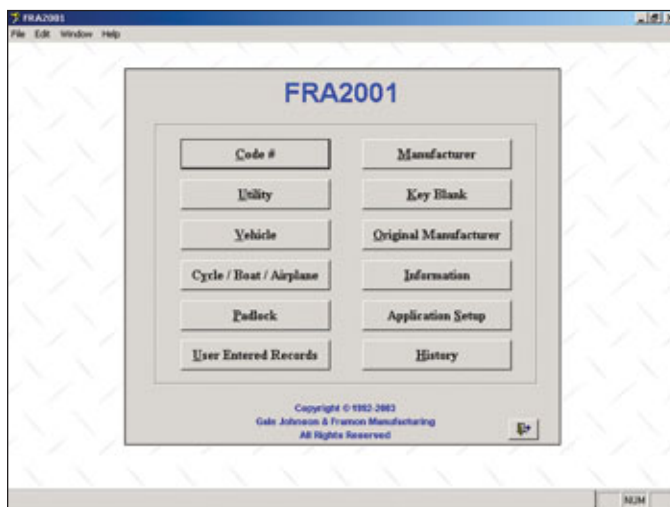 FRA2001
File Edit Window Help
FRA2001
Code # Manufacturer
Utility Key Blank
Vehicle Original Manufacturer
Cycle / Boat / Airplane Information
Padlock Application Setup
User Entered Records History
Copyright © 1992-2003
Gale Johnson & Framon Manufacturing
All Rights Reserved
NUM